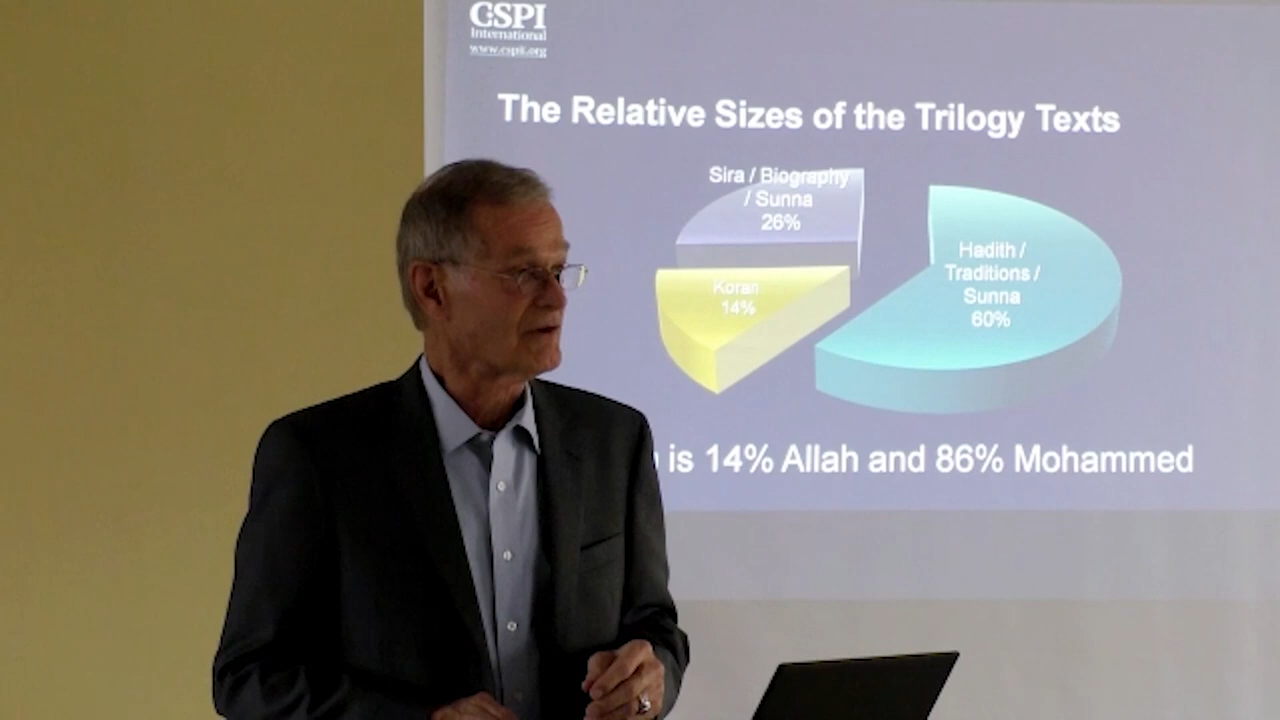 CSPI
International
www.cspii.org
The Relative Sizes of the Trilogy Texts
Sira / Biography
/ Sunna
26%
Hadith /
Traditions /
Sunna
60%
Koran
14%
is 14% Allah and 86% Mohammed